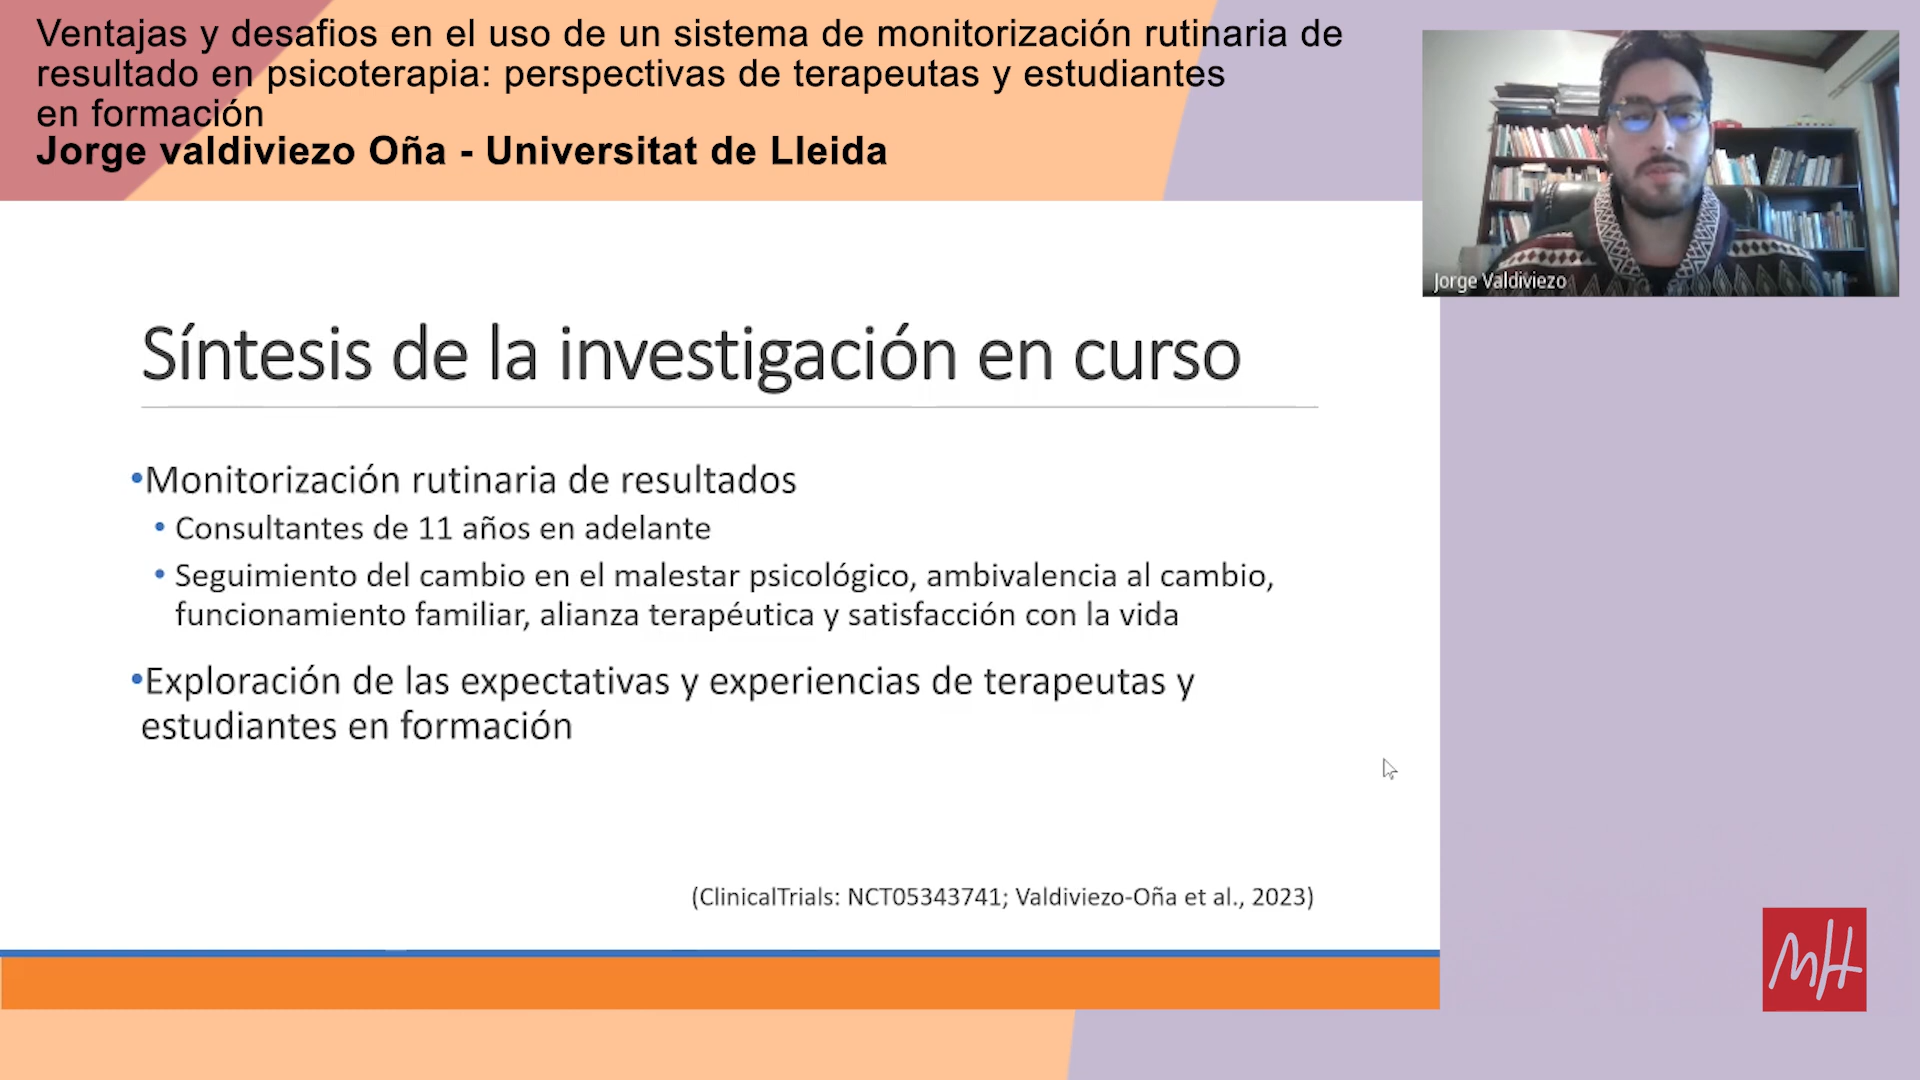 Ventajas y desafios en el uso de un sistema de monitorización rutinaria de
resultado en psicoterapia: perspectivas de terapeutas y estudiantes
en formación
Jorge valdiviezo Oña - Universitat de Lleida
Jorge Valdiviezo
Síntesis de la investigación en curso
•Monitorización rutinaria de resultados
• Consultantes de 11 años en adelante
• Seguimiento del cambio en el malestar psicológico, ambivalencia al cambio,
funcionamiento familiar, alianza terapéutica y satisfacción con la vida
•Exploración de las expectativas y experiencias de terapeutas y
estudiantes en formación
(ClinicalTrials: NCT05343741; Valdiviezo-Oña et al., 2023)
MH